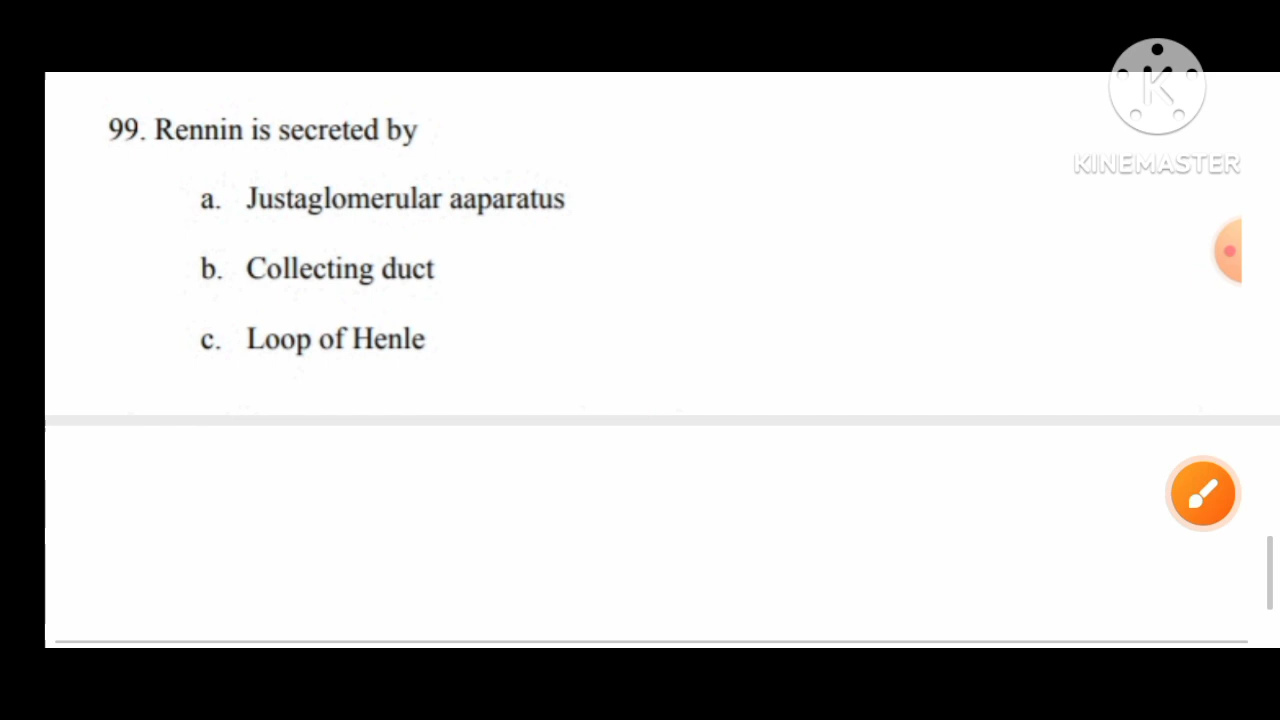 KINEMASTER
99. Rennin is secreted by
a. Justaglomerular aaparatus
b. Collecting duct
c. Loop of Henle